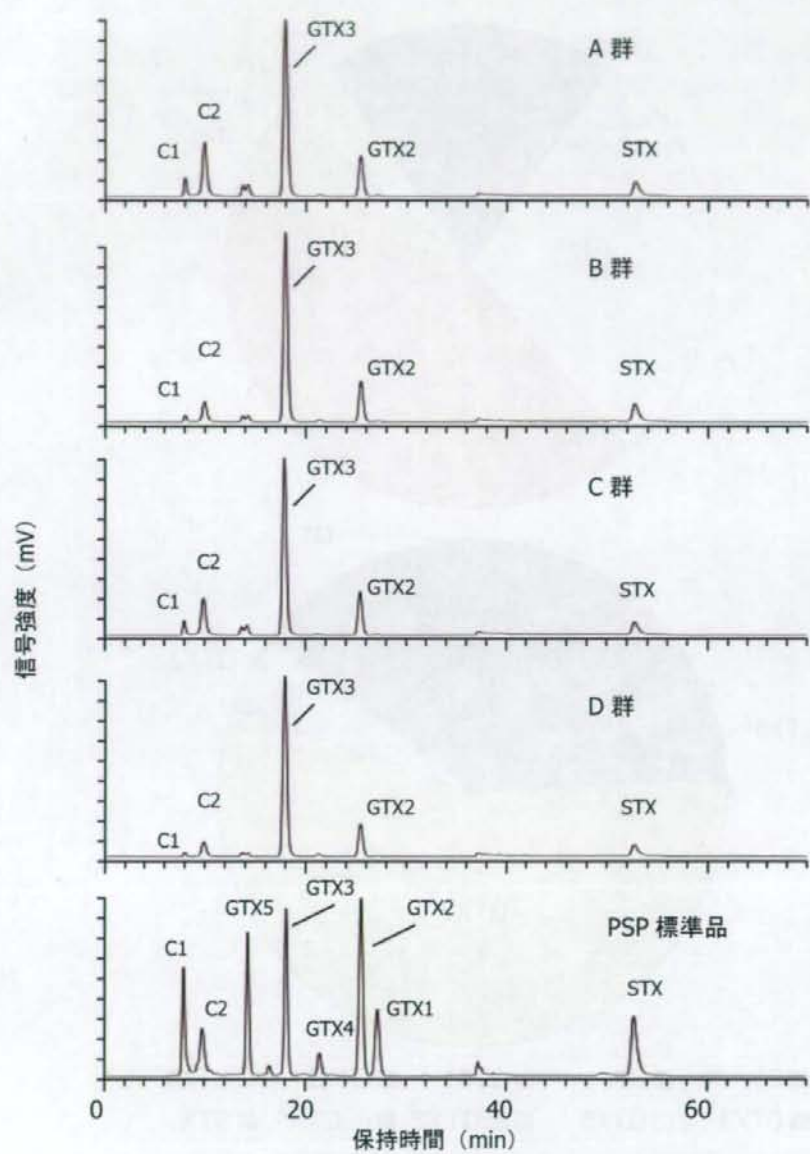 GTX3
A 群
C2
C1
GTX2
STX
GTX3
B 群
C2
C1
GTX2
STX
GTX3
C 群
C2
C1
GTX2
STX
GTX3
D 群
C2
C1
GTX2
STX
GTX3
GTX5
GTX2
PSP 標準品
C1
C2
GTX4
GTX1
STX
0 20 40 60
保持時間（min）
信号強度（mV）